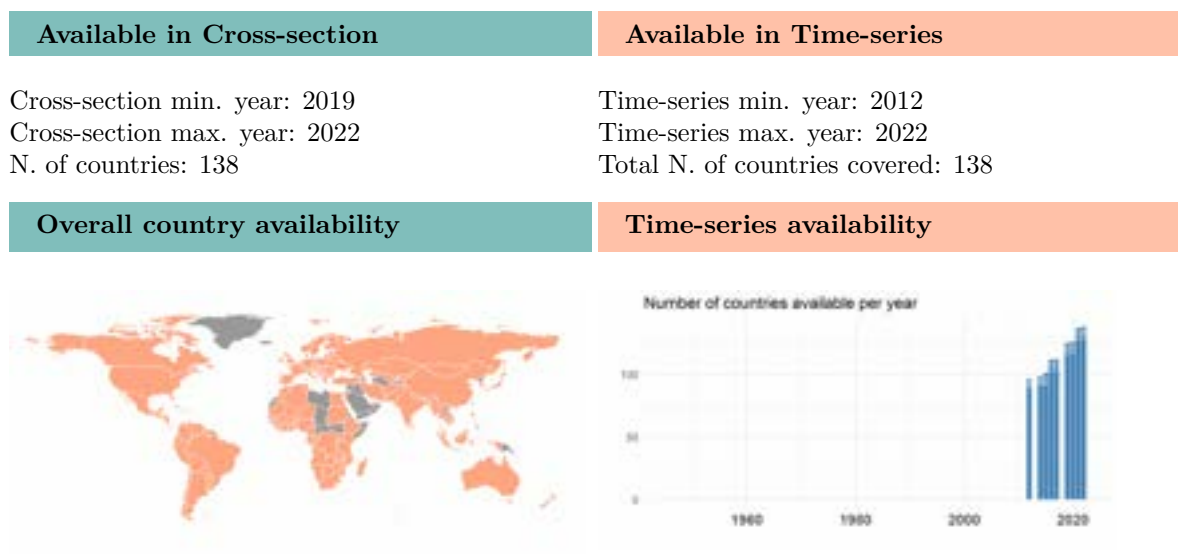 Available in Cross-section
Available in Time-series
Cross-section min. year: 2019
Cross-section max. year: 2022
N. of countries: 138
Time-series min. year: 2012
Time-series max. year: 2022
Total N. of countries covered: 138
Overall country availability
Time-series availability
Number of countries available per year
100
50
0
1960
1980
2000
2020